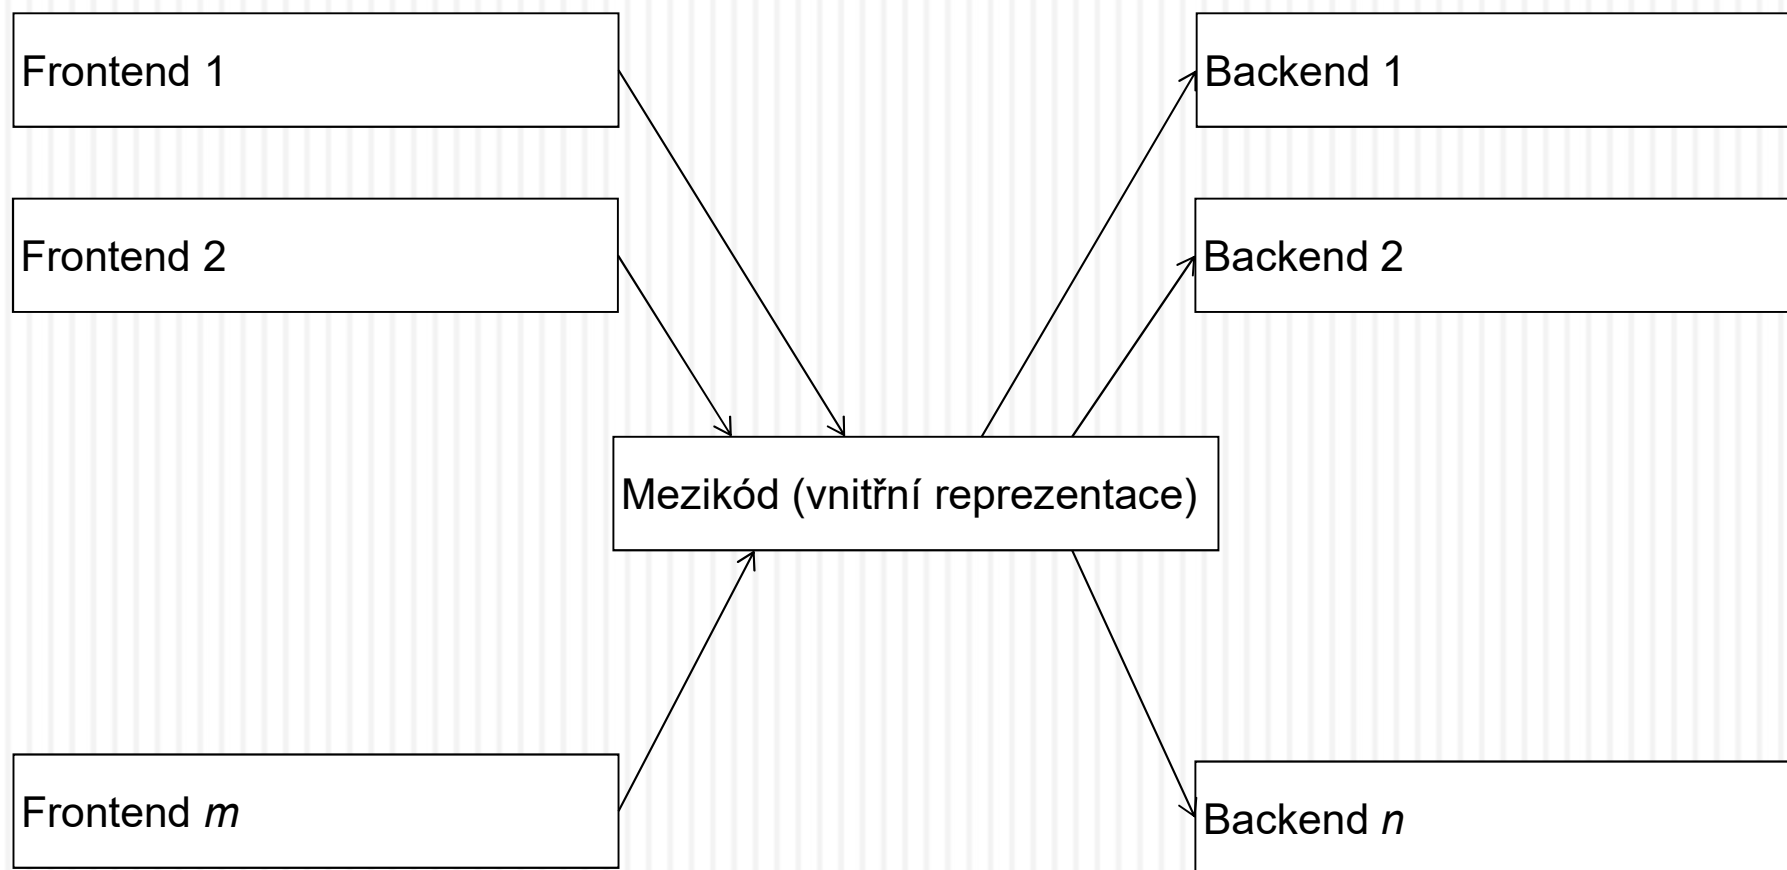 Frontend 1
Backend 1
Frontend 2
Backend 2
Mezikód (vnitřní reprezentace)
Frontend m
Backend n